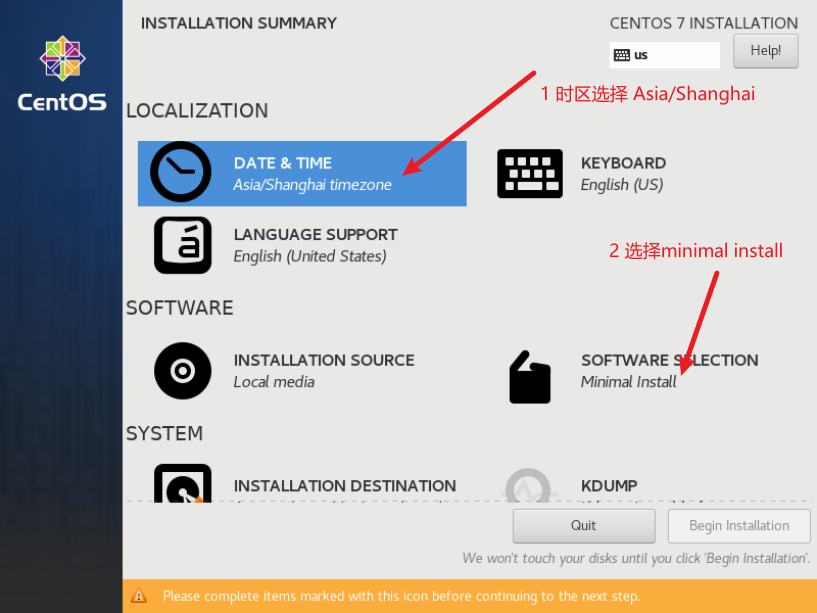 INSTALLATION SUMMARY
CENTOS 7 INSTALLATION
us
Help!
CentOS
1 时区选择 Asia/Shanghai
LOCALIZATION
DATE & TIME
Asia/Shanghai timezone
KEYBOARD
English (US)
LANGUAGE SUPPORT
English (United States)
2 选择minimal install
SOFTWARE
INSTALLATION SOURCE
Local media
SOFTWARE SELECTION
Minimal Install
SYSTEM
INSTALLATION DESTINATION
KDUMP
Quit
Begin Installation
We won't touch your disks until you click 'Begin Installation'.
Please complete items marked with this icon before continuing to the next step.